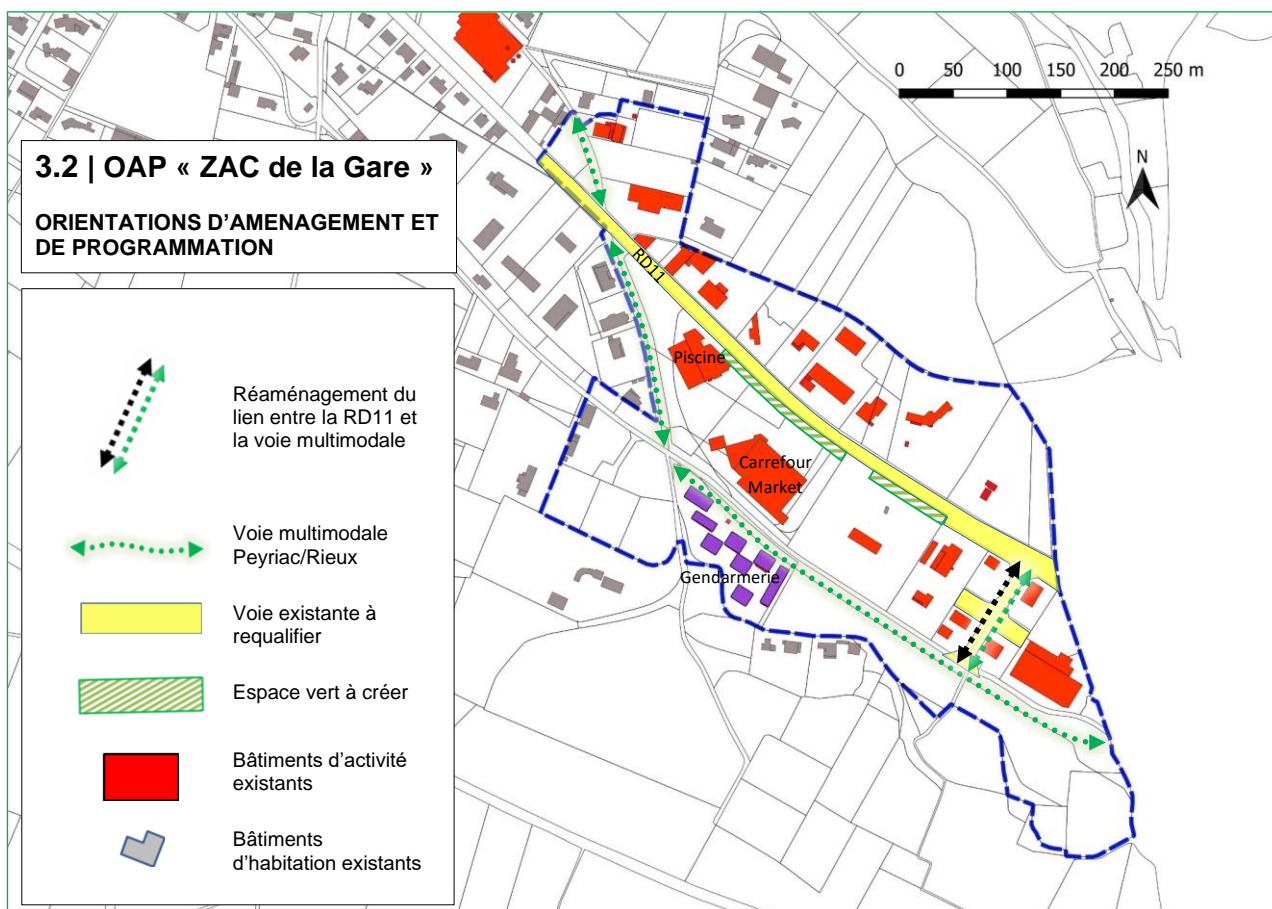 3.2 | OAP « ZAC de la Gare »
ORIENTATIONS D'AMENAGEMENT ET
DE PROGRAMMATION
Réaménagement du
lien entre la RD11 et
la voie multimodale
Voie multimodale
Peyriac/Rieux
Voie existante à
requalifier
Espace vert à créer
Bâtiments d'activité
existants
Bâtiments
d'habitation existants
0 50 100 150 200 250 m
N
RD11
Piscine
Carrefour
Market
Gendarmerie